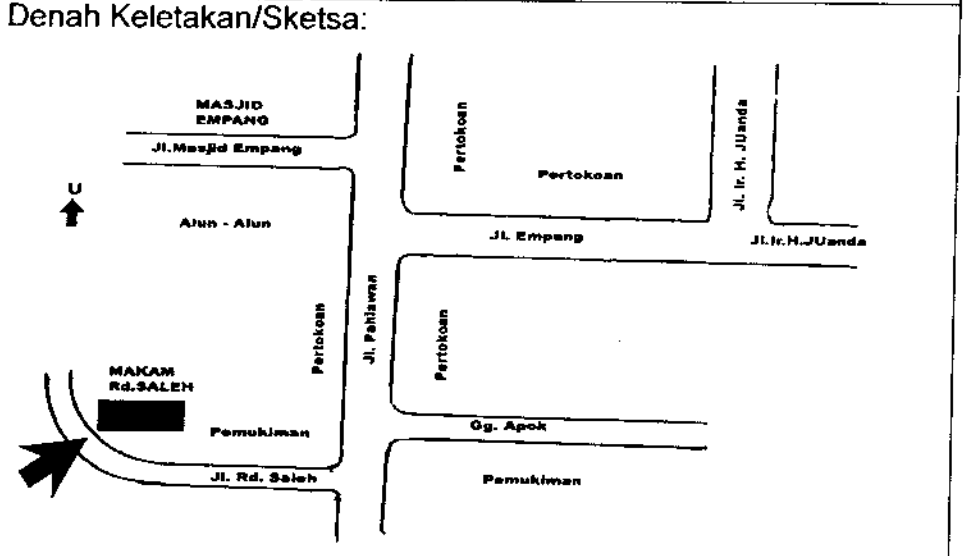 Denah Keletakan/Sketsa:
MASJID
EMPANG
Jl.Masjid Empang
U
Alun - Alun
Pertokoan
Pertokoan
Jl. Ir. H. JUanda
Jl. Empang
Jl.Ir.H.JUanda
Pertokoan
Jl. Pahlawan
Pertokoan
MAKAM
Rd.SALEH
Pemukiman
Gg. Apok
Jl. Rd. Saleh
Pemukiman